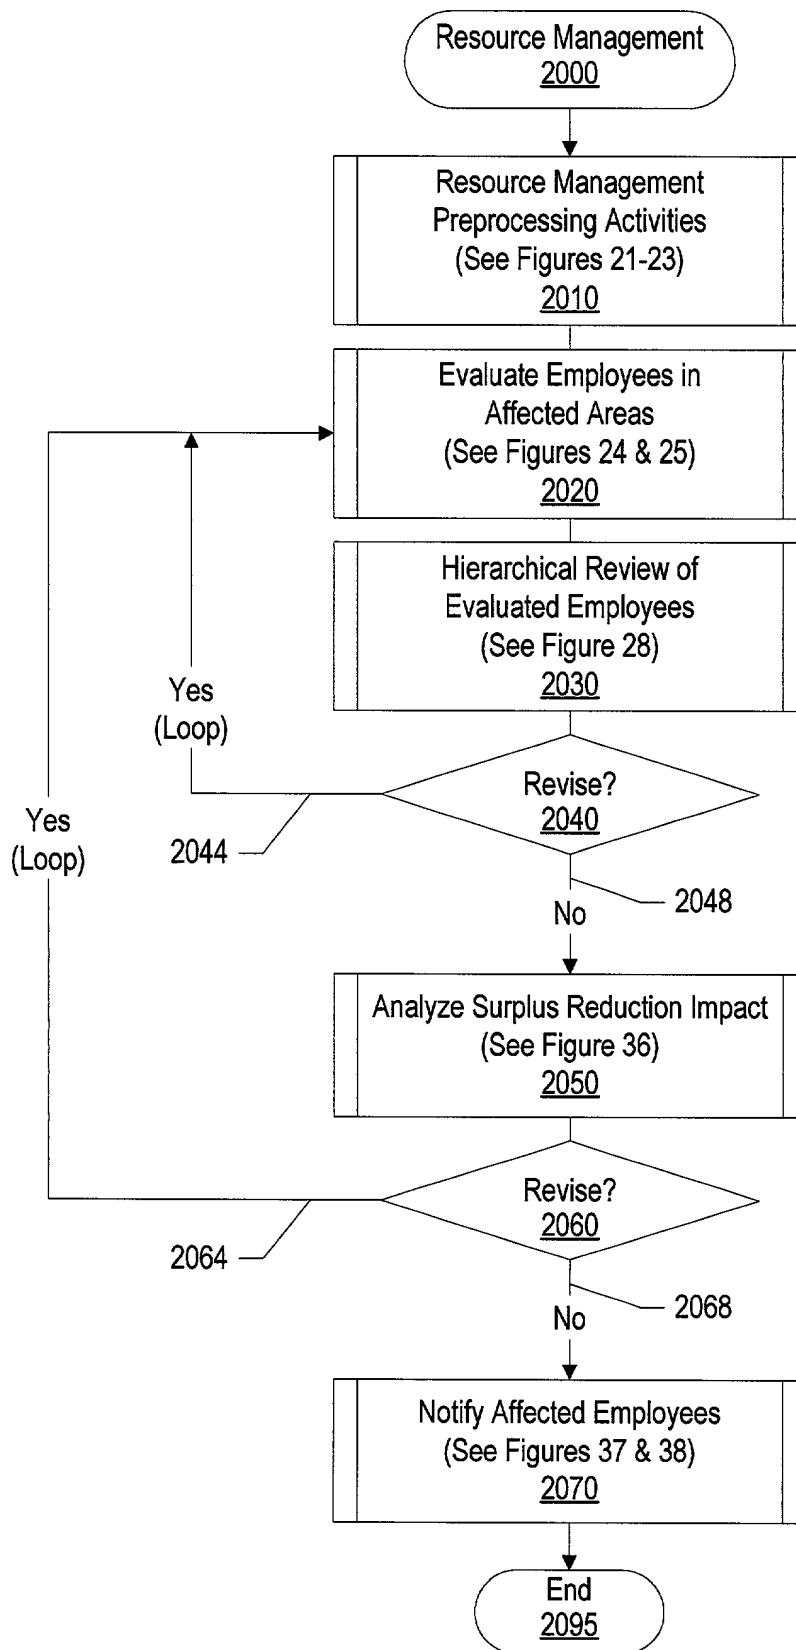 Resource Management
2000
Resource Management
Preprocessing Activities
(See Figures 21-23)
2010
Evaluate Employees in
Affected Areas
(See Figures 24 & 25)
2020
Hierarchical Review of
Evaluated Employees
(See Figure 28)
2030
Yes
(Loop)
Revise?
2040
2044
2048
No
Yes
(Loop)
Analyze Surplus Reduction Impact
(See Figure 36)
2050
Revise?
2060
2064
2068
No
Notify Affected Employees
(See Figures 37 & 38)
2070
End
2095